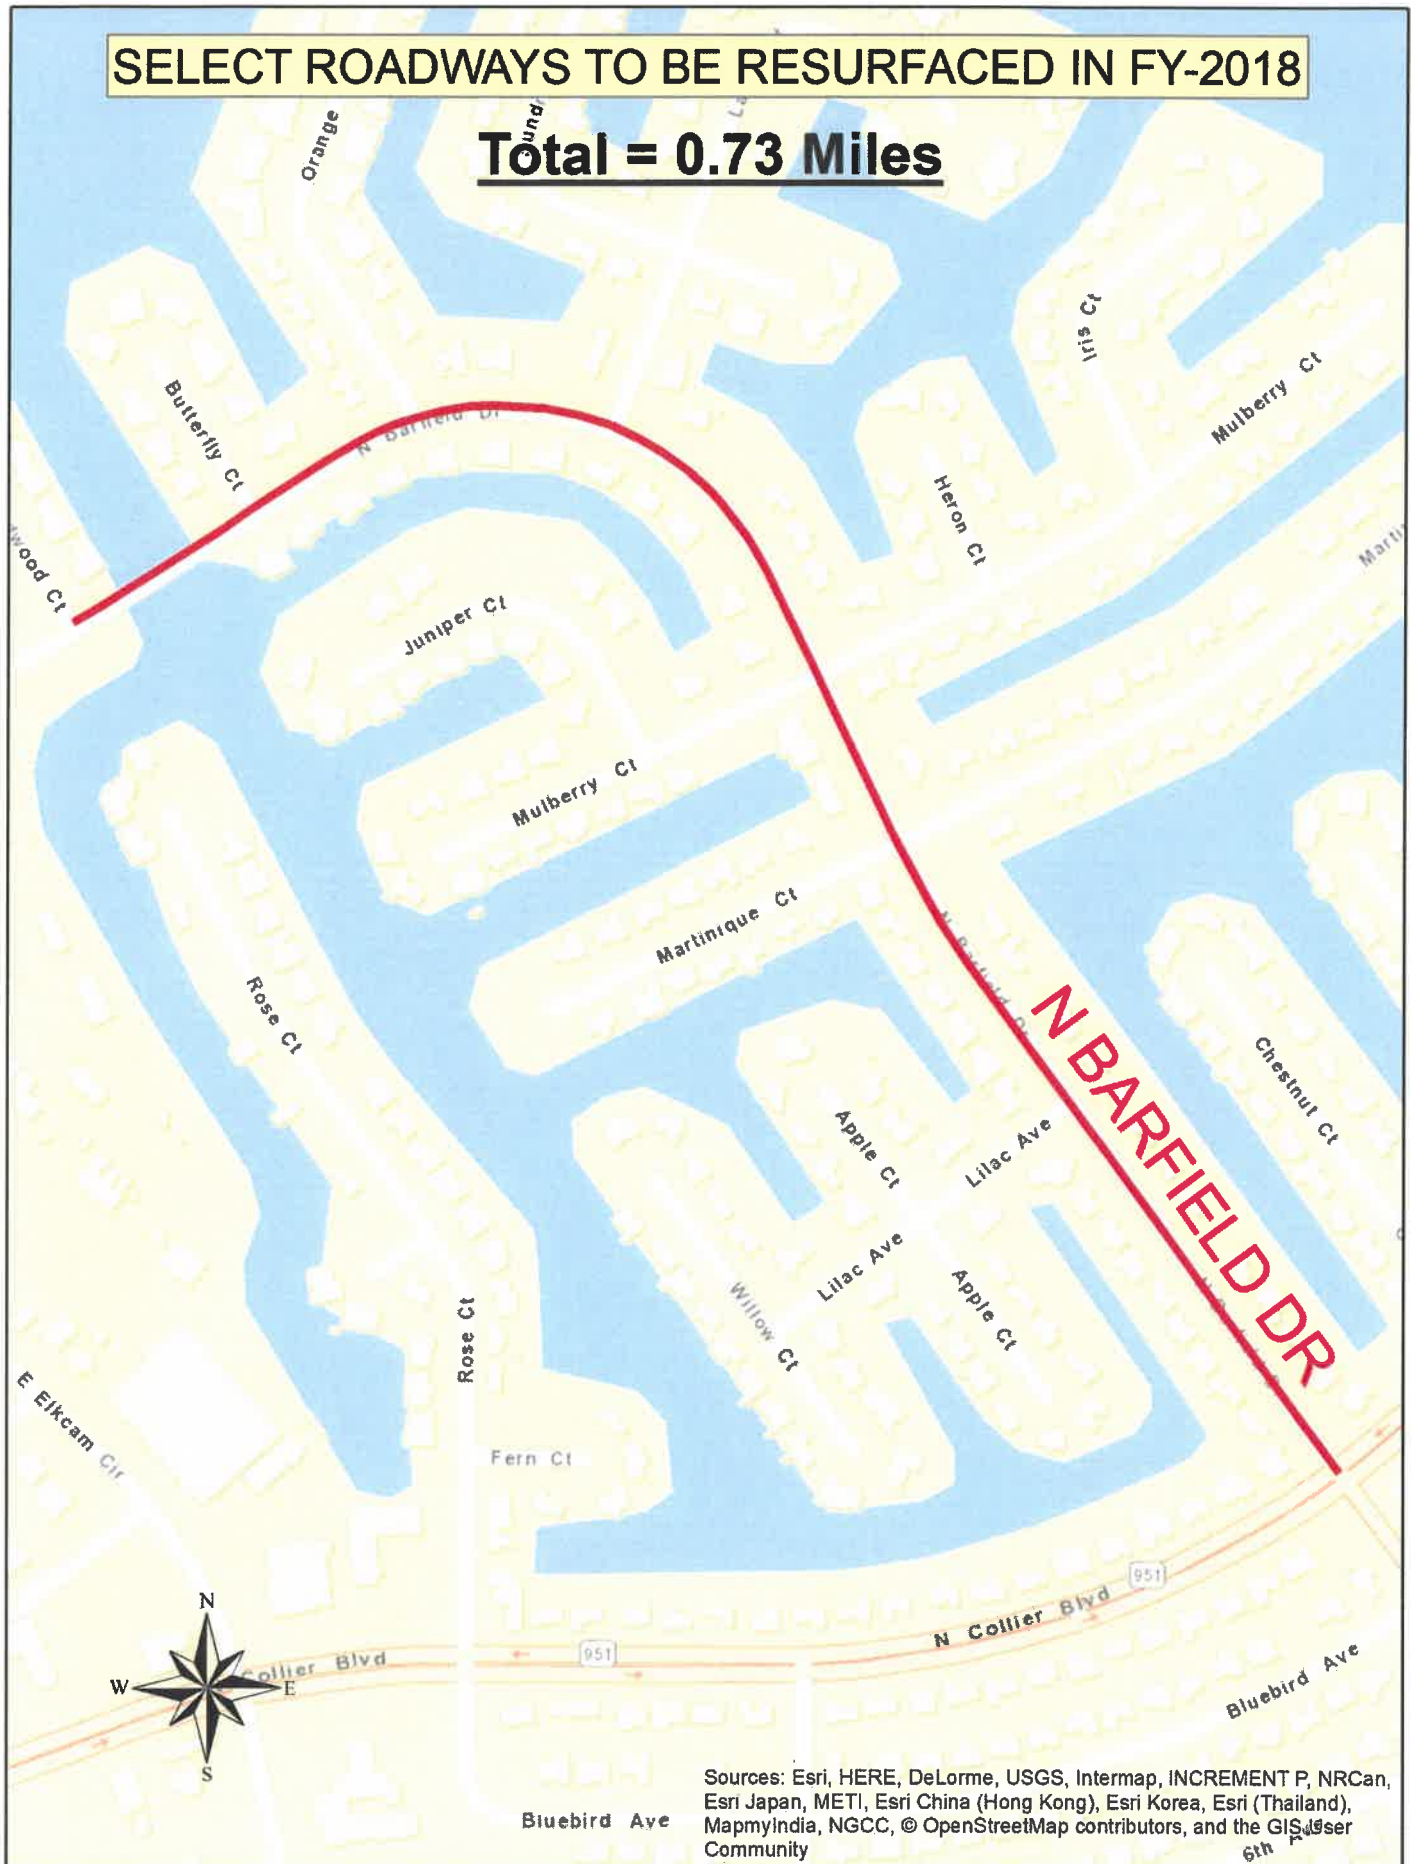 SELECT ROADWAYS TO BE RESURFACED IN FY-2018
Total = 0.73 Miles
Orange
Iris Ct
Mulberry Ct
Butterfly Ct
N Barfield Dr
Heron Ct
Juniper Ct
Mulberry Ct
Martinique Ct
N Barfield Dr
N BARFIELD DR
Rose Ct
Chestnut Ct
Apple Ct
Lilac Ave
Lilac Ave
Apple Ct
Willow Ct
Rose Ct
E Elkcam Cir
Fern Ct
951
N Collier Blvd
951
Collier Blvd
Bluebird Ave
Bluebird Ave
N
W
E
S
Sources: Esri, HERE, DeLorme, USGS, Intermap, INCREMENT P, NRCan,
Esri Japan, METI, Esri China (Hong Kong), Esri Korea, Esri (Thailand),
MapmyIndia, NGCC, © OpenStreetMap contributors, and the GIS User
Community
6th